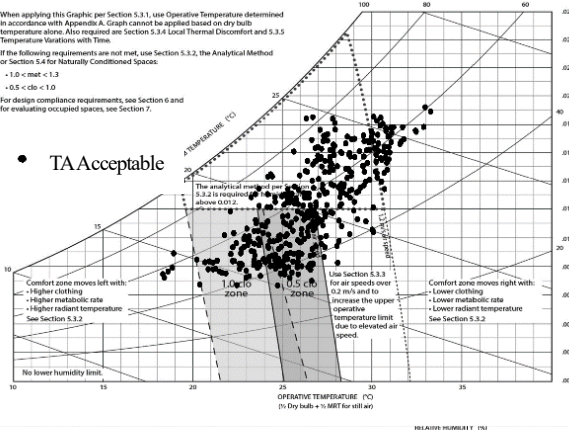 When applying this Graphic per Section 5.3.1, use Operative Temperature determined
in accordance with Appendix A. Graph cannot be applied based on dry bulb
temperature alone. Also required are Section 5.3.4 Local Thermal Discomfort and 5.3.5
Temperature Varations with Time.
If the following requirements are not met, use Section 5.3.2, the Analytical Method
or Section 5.4 for Naturally Conditioned Spaces:
• 1.0 < met < 1.3
• 0.5 < clo < 1.0
For design compliance requirements, see Section 6 and
for evaluating occupied spaces, see Section 7.
TA Acceptable
100
80
60
25
TEMPERATURE (°C)
20
15
10
40
20
The analytical method per Section
5.3.2 is required
above 0.012.
1.0 clo
zone
0.5 clo
zone
Comfort zone moves left with:
• Higher clothing
• Higher metabolic rate
• Higher radiant temperature
See Section 5.3.2
Use Section 5.3.3
for air speeds over
0.2 m/s and to
increase the upper
operative
temperature limit
due to elevated air
speed.
Comfort zone moves right with:
• Lower clothing
• Lower metabolic rate
• Lower radiant temperature
See Section 5.3.2
No lower humidity limit.
10 15 20 25 30 35
OPERATIVE TEMPERATURE (°C)
(½ Dry bulb + ½ MRT for still air)
RELATIVE HUMIDITY (%)